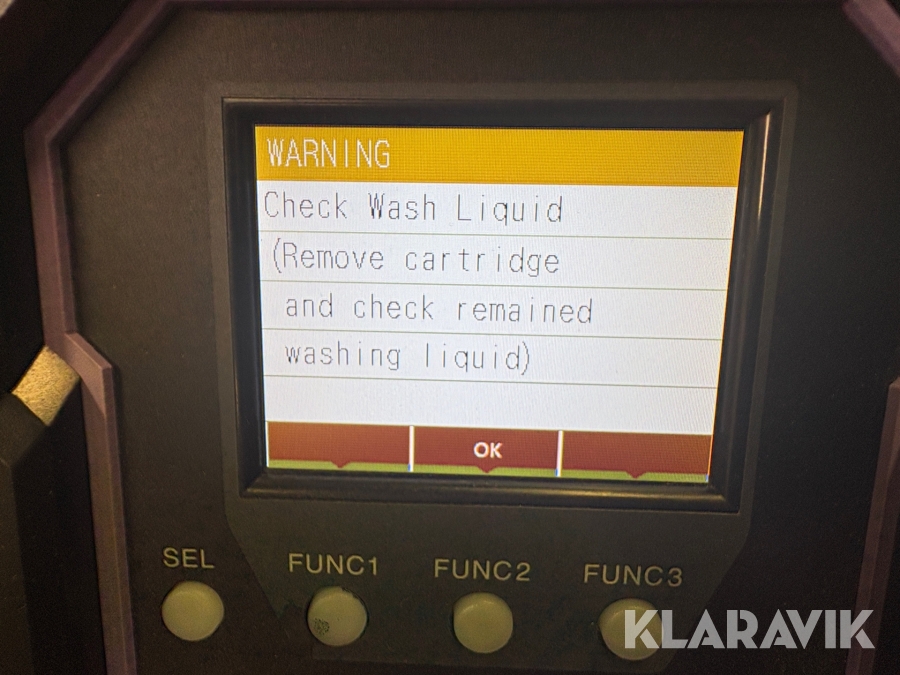 WARNING
Check Wash Liquid
(Remove cartridge
and check remained
washing liquid)
OK
SEL FUNC1 FUNC2 FUNC3
KLARAVIK